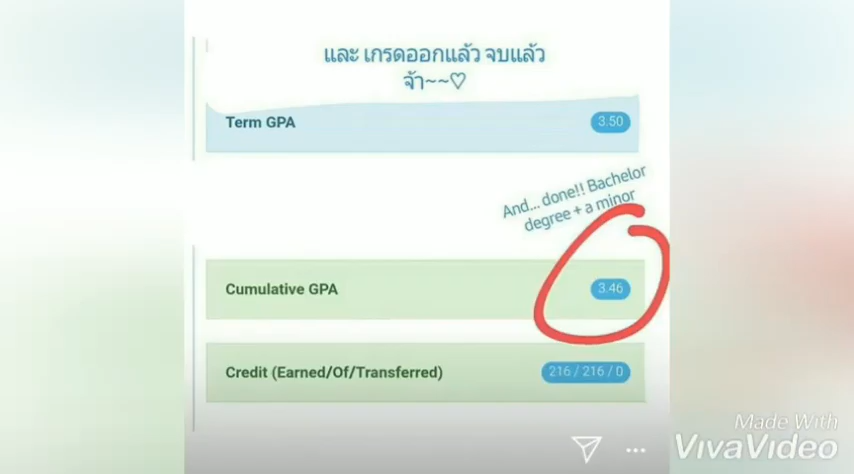 และ เกรดออกแล้ว จบแล้ว
จ้า~~♡
Term GPA 3.50
And... done!! Bachelor
degree + a minor
Cumulative GPA 3.46
Credit (Earned/Of/Transferred) 216 / 216 / 0
Made With
VivaVideo